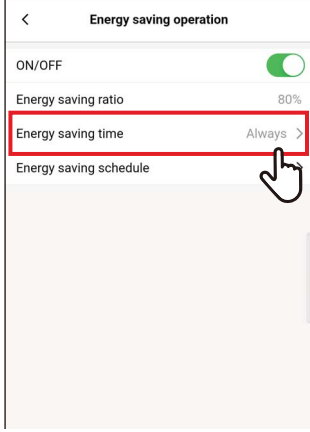 Energy saving operation
ON/OFF
Energy saving ratio 80%
Energy saving time Always
Energy saving schedule